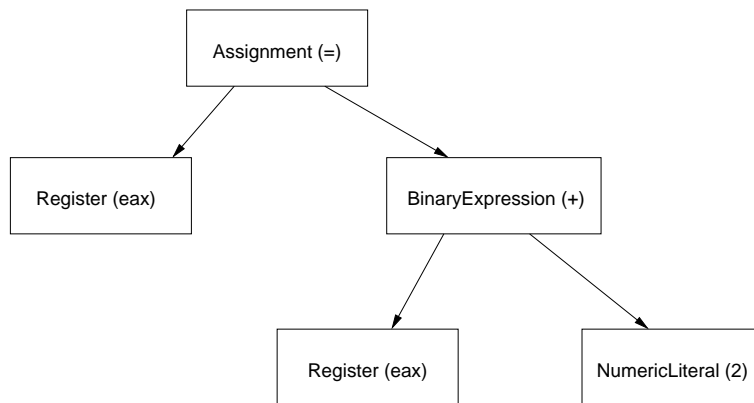 Assignment (=)
Register (eax)
BinaryExpression (+)
Register (eax)
NumericLiteral (2)